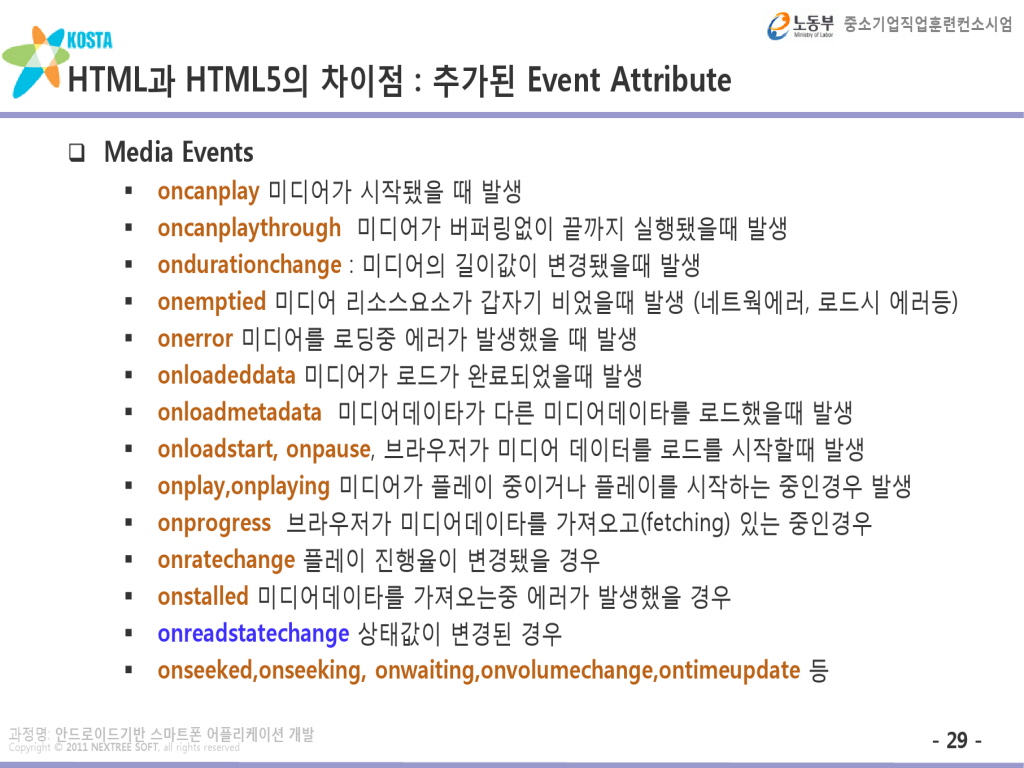 노동부 중소기업직업훈련컨소시엄
Ministry of Labor
KOSTA
HTML과 HTML5의 차이점 : 추가된 Event Attribute
❑ Media Events
▪ oncanplay 미디어가 시작됐을 때 발생
▪ oncanplaythrough 미디어가 버퍼링없이 끝까지 실행됐을때 발생
▪ ondurationchange : 미디어의 길이값이 변경됐을때 발생
▪ onemptied 미디어 리소스요소가 갑자기 비었을때 발생 (네트웍에러, 로드시 에러등)
▪ onerror 미디어를 로딩중 에러가 발생했을 때 발생
▪ onloadeddata 미디어가 로드가 완료되었을때 발생
▪ onloadmetadata 미디어데이타가 다른 미디어데이타를 로드했을때 발생
▪ onloadstart, onpause, 브라우저가 미디어 데이터를 로드를 시작할때 발생
▪ onplay,onplaying 미디어가 플레이 중이거나 플레이를 시작하는 중인경우 발생
▪ onprogress 브라우저가 미디어데이타를 가져오고(fetching) 있는 중인경우
▪ onratechange 플레이 진행율이 변경됐을 경우
▪ onstalled 미디어데이타를 가져오는중 에러가 발생했을 경우
▪ onreadstatechange 상태값이 변경된 경우
▪ onseeked,onseeking, onwaiting,onvolumechange,ontimeupdate 등
과정명: 안드로이드기반 스마트폰 어플리케이션 개발
Copyright © 2011 NEXTREE SOFT, all rights reserved
- 29 -